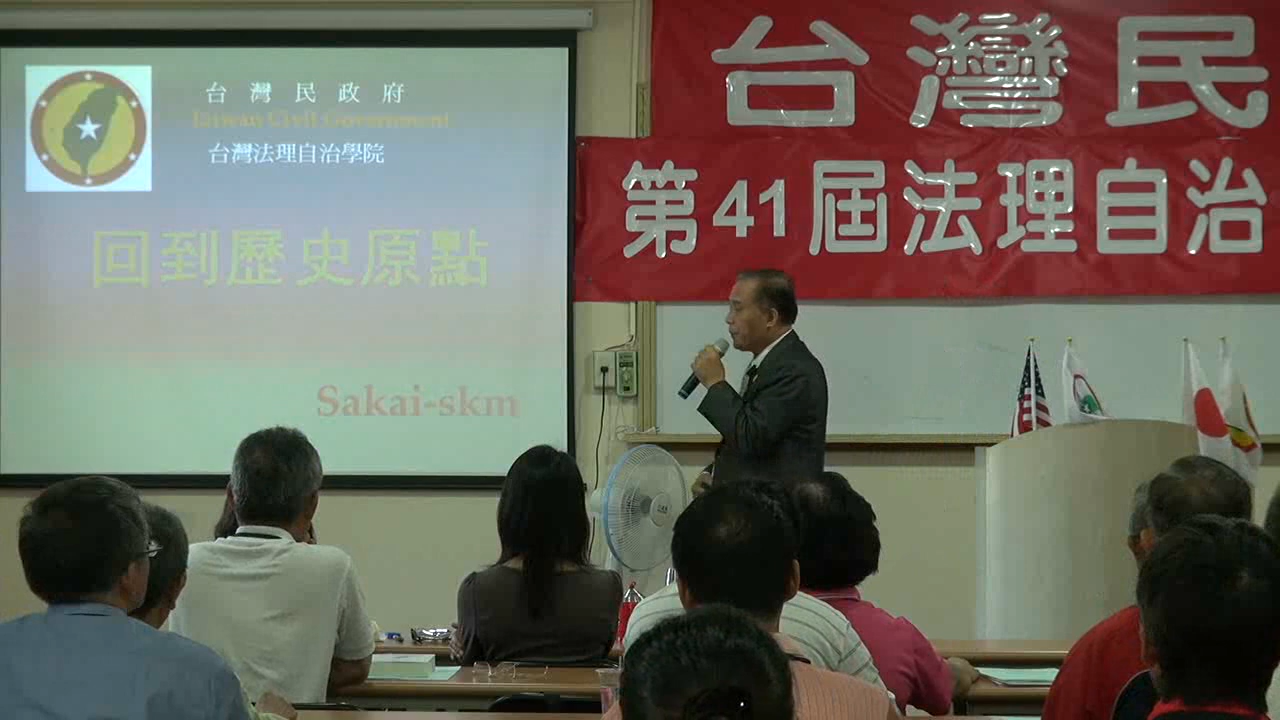 台灣民政府
Taiwan Civil Government
台灣法理自治學院
回到歷史原點
Sakai-skm
台灣民
第41屆法理自治